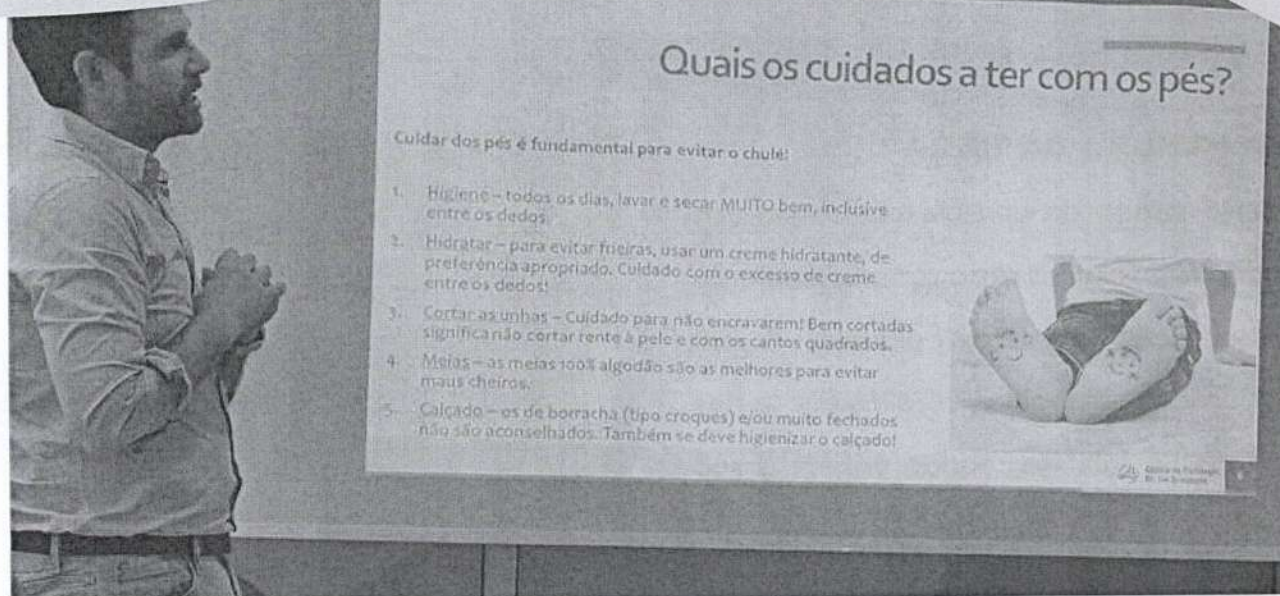 Quais os cuidados a ter com os pés?
Cuidar dos pés é fundamental para evitar o chulé!
1. Higiene – todos os dias, lavar e secar MUITO bem, inclusive
entre os dedos.
2. Hidratar – para evitar frieiras, usar um creme hidratante, de
preferência apropriado. Cuidado com o excesso de creme
entre os dedos!
3. Cortar as unhas – Cuidado para não encravarem! Bem cortadas
significa não cortar rente à pele e com os cantos quadrados.
4. Meias – as meias 100% algodão são as melhores para evitar
maus cheiros.
5. Calçado – os de borracha (tipo croques) e/ou muito fechados
não são aconselhados. Também se deve higienizar o calçado!